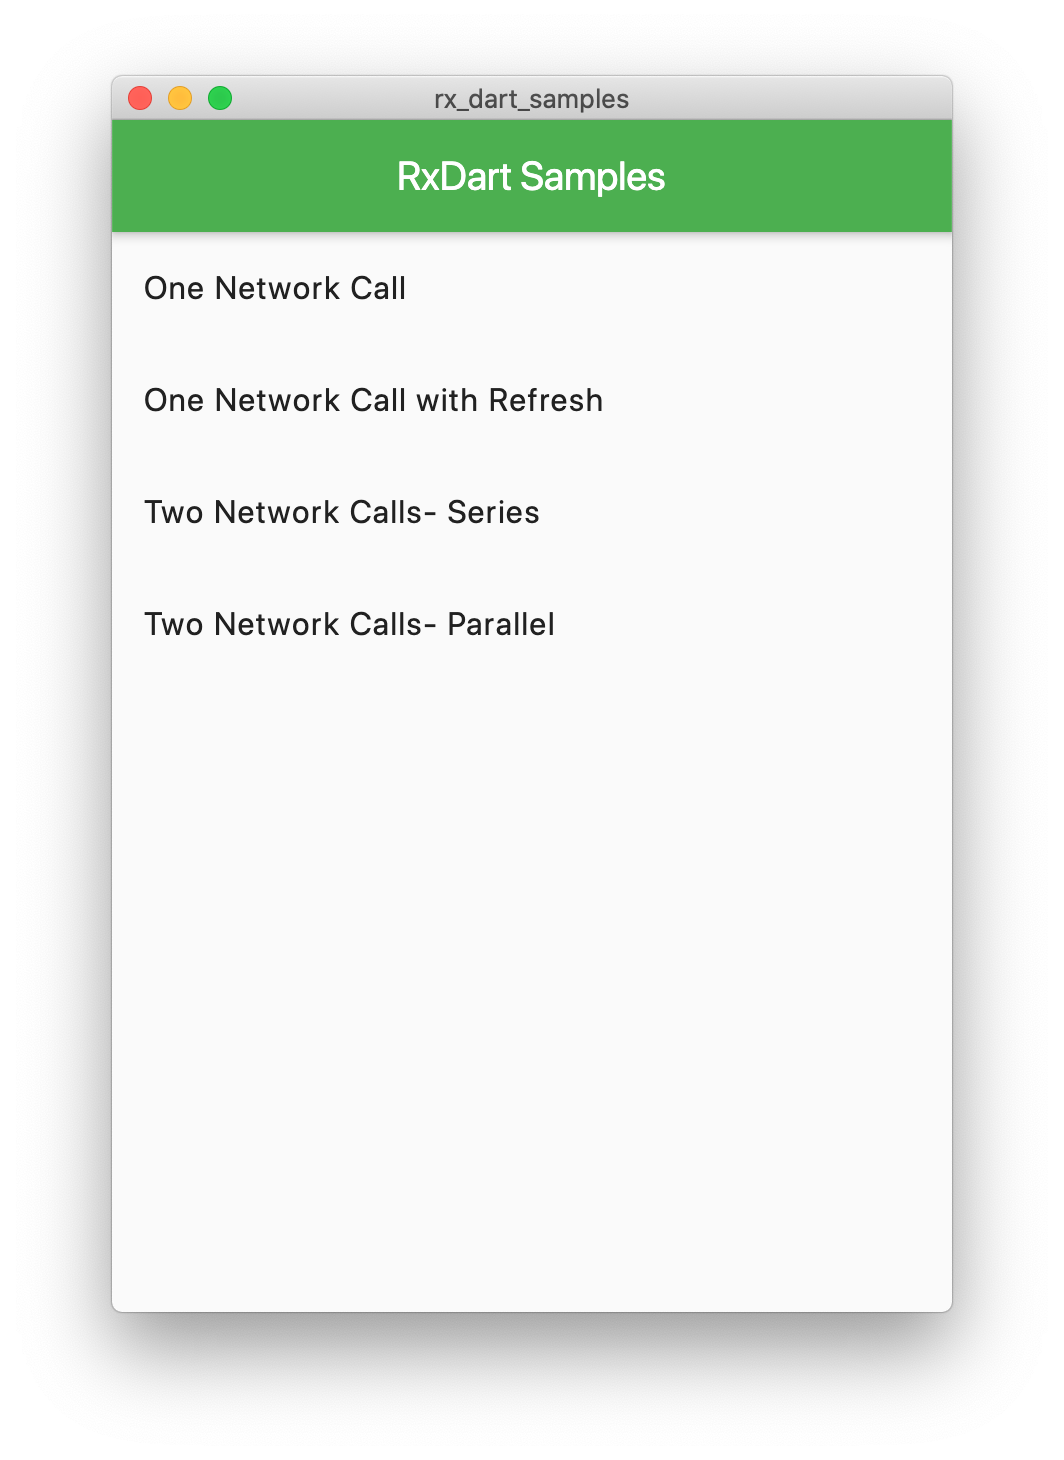 rx_dart_samples
RxDart Samples
One Network Call
One Network Call with Refresh
Two Network Calls- Series
Two Network Calls- Parallel